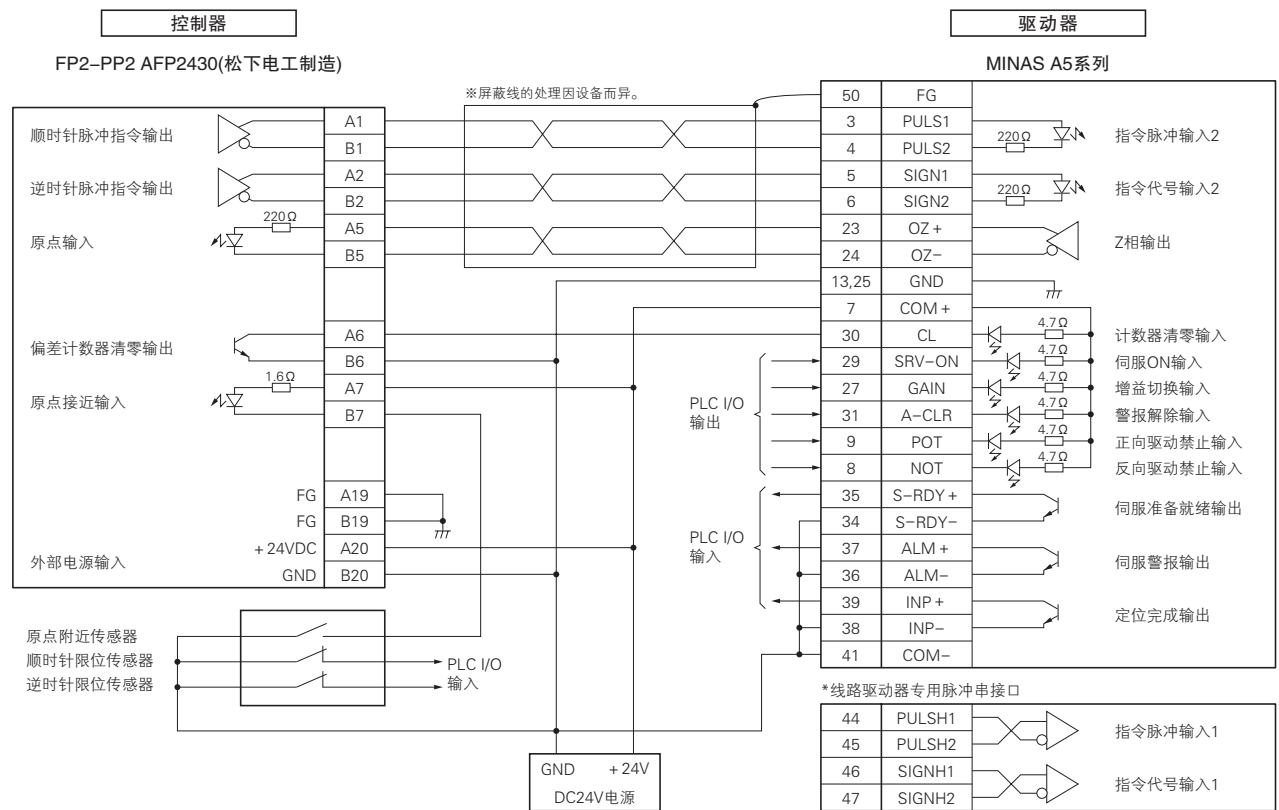 控制器
驱动器
FP2-PP2 AFP2430(松下电工制造)
MINAS A5系列
※屏蔽线的处理因设备而异。
顺时针脉冲指令输出
A1
B1
逆时针脉冲指令输出
A2
B2
220Ω
原点输入
A5
B5
偏差计数器清零输出
A6
B6
1.6Ω
原点接近输入
A7
B7
FG A19
FG B19
+24VDC A20
外部电源输入
GND B20
原点附近传感器
顺时针限位传感器
逆时针限位传感器
PLC I/O
输入
GND +24V
DC24V电源
PLC I/O
输出
PLC I/O
输入
50 FG
3 PULS1
4 PULS2
220Ω
指令脉冲输入2
5 SIGN1
6 SIGN2
220Ω
指令代号输入2
23 OZ+
24 OZ-
Z相输出
13,25 GND
7 COM+
30 CL 4.7Ω 计数器清零输入
29 SRV-ON 4.7Ω 伺服ON输入
27 GAIN 4.7Ω 增益切换输入
31 A-CLR 4.7Ω 警报解除输入
9 POT 4.7Ω 正向驱动禁止输入
8 NOT 4.7Ω 反向驱动禁止输入
35 S-RDY+
34 S-RDY-
伺服准备就绪输出
37 ALM+
36 ALM-
伺服警报输出
39 INP+
38 INP-
定位完成输出
41 COM-
*线路驱动器专用脉冲串接口
44 PULSH1
45 PULSH2
指令脉冲输入1
46 SIGNH1
47 SIGNH2
指令代号输入1